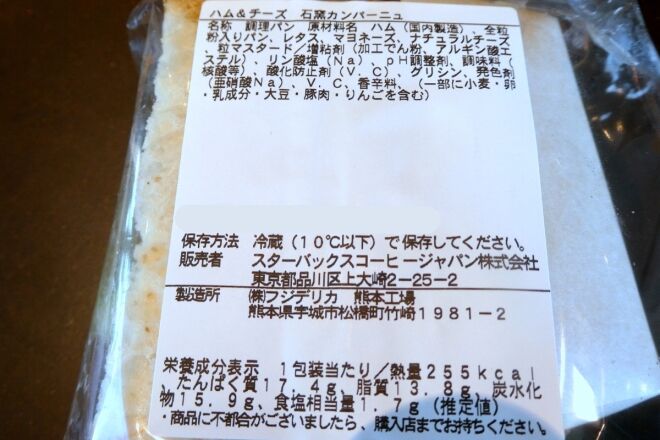 ハム＆チーズ 石窯カンパーニュ
名称 調理パン 原材料名 ハム（国内製造）、全粒
粉入りパン、レタス、マヨネーズ、ナチュラルチーズ
、粒マスタード／増粘剤（加工でん粉、アルギン酸エ
ステル）、リン酸塩（Ｎａ）、ｐＨ調整剤、調味料（
核酸等）、酸化防止剤（Ｖ．Ｃ）、グリシン、発色剤
（亜硝酸Ｎａ）、Ｖ．Ｃ、香辛料、（一部に小麦・卵
・乳成分・大豆・豚肉・りんごを含む）
保存方法 冷蔵（１０℃以下）で保存してください。
販売者 スターバックスコーヒージャパン株式会社
東京都品川区上大崎２－２５－２
製造所 ㈱フジデリカ 熊本工場
熊本県宇城市松橋町竹崎１９８１－２
栄養成分表示 １包装当たり／熱量２５５ｋｃａｌ
、たんぱく質１７．４ｇ、脂質１３．８ｇ、炭水化
物１５．９ｇ、食塩相当量１．７ｇ（推定値）
・商品に不都合がございましたら、購入店までお持ちください。